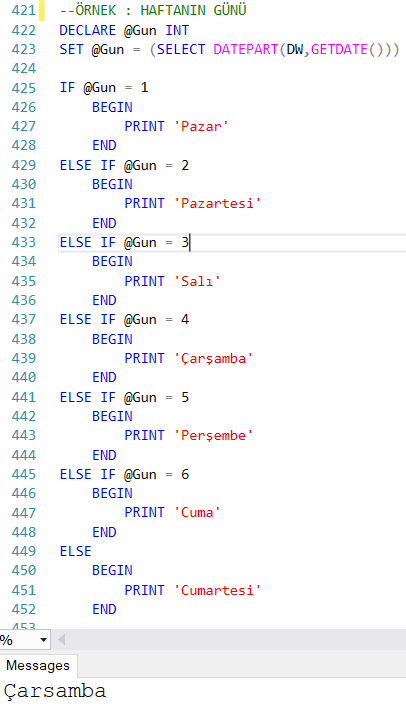 421 --ÖRNEK : HAFTANIN GÜNÜ
422 DECLARE @Gun INT
423 SET @Gun = (SELECT DATEPART(DW,GETDATE()))
424
425 IF @Gun = 1
426 BEGIN
427 PRINT 'Pazar'
428 END
429 ELSE IF @Gun = 2
430 BEGIN
431 PRINT 'Pazartesi'
432 END
433 ELSE IF @Gun = 3
434 BEGIN
435 PRINT 'Salı'
436 END
437 ELSE IF @Gun = 4
438 BEGIN
439 PRINT 'Çarşamba'
440 END
441 ELSE IF @Gun = 5
442 BEGIN
443 PRINT 'Perşembe'
444 END
445 ELSE IF @Gun = 6
446 BEGIN
447 PRINT 'Cuma'
448 END
449 ELSE
450 BEGIN
451 PRINT 'Cumartesi'
452 END
453
%
Messages
Çarsamba